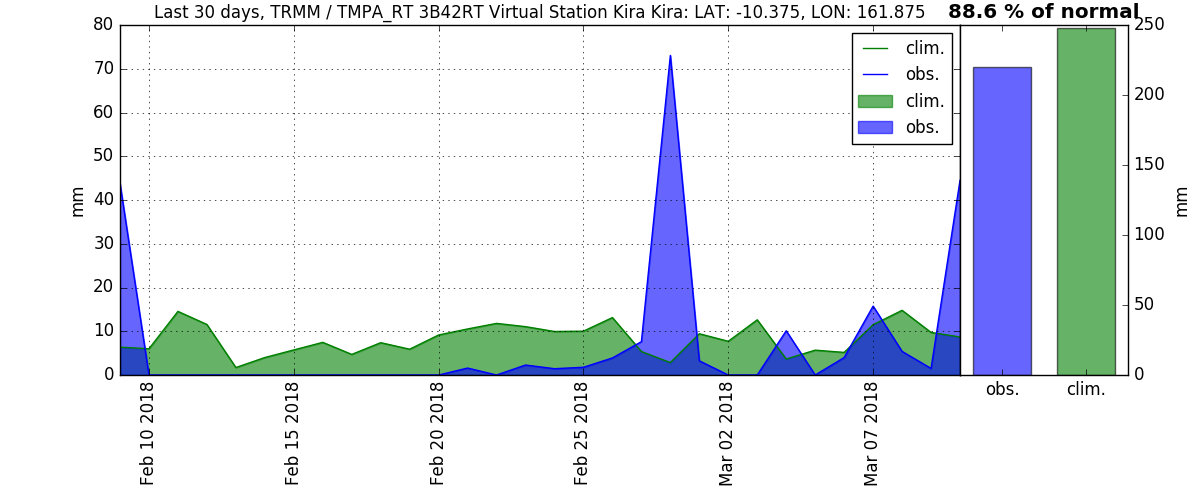 Last 30 days, TRMM / TMPA_RT 3B42RT Virtual Station Kira Kira: LAT: -10.375, LON: 161.875
88.6 % of normal
80
70
60
50
40
30
20
10
0
mm
clim.
obs.
clim.
obs.
250
200
150
100
50
0
mm
obs.
clim.
Feb 10 2018
Feb 15 2018
Feb 20 2018
Feb 25 2018
Mar 02 2018
Mar 07 2018